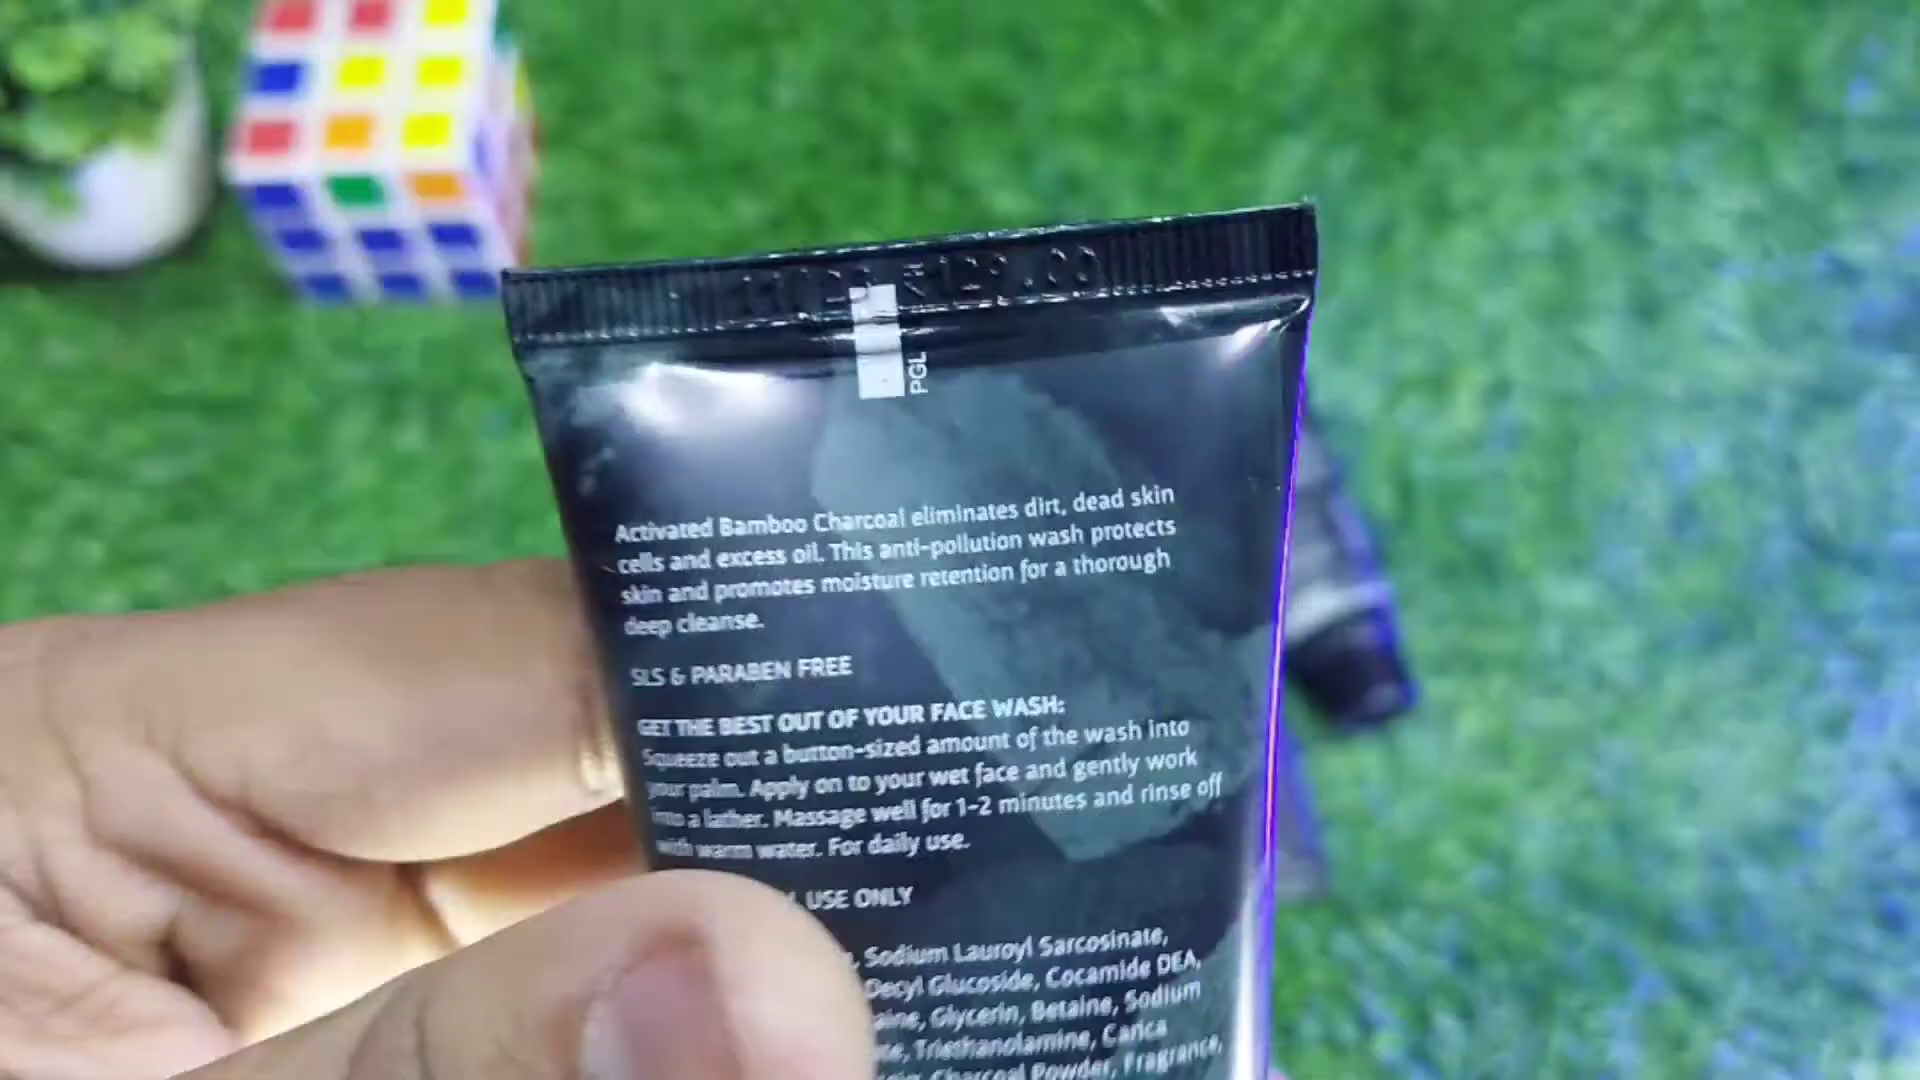 129.00
PGL
Activated Bamboo Charcoal eliminates dirt, dead skin
cells and excess oil. This anti-pollution wash protects
skin and promotes moisture retention for a thorough
deep cleanse.
SLS & PARABEN FREE
GET THE BEST OUT OF YOUR FACE WASH:
Squeeze out a button-sized amount of the wash into
your palm. Apply on to your wet face and gently work
into a lather. Massage well for 1-2 minutes and rinse off
with warm water. For daily use.
USE ONLY
Sodium Lauroyl Sarcosinate,
Decyl Glucoside, Cocamide DEA,
Glycerin, Betaine, Sodium
Triethanolamine, Carica
Charcoal Powder, Fragrance,